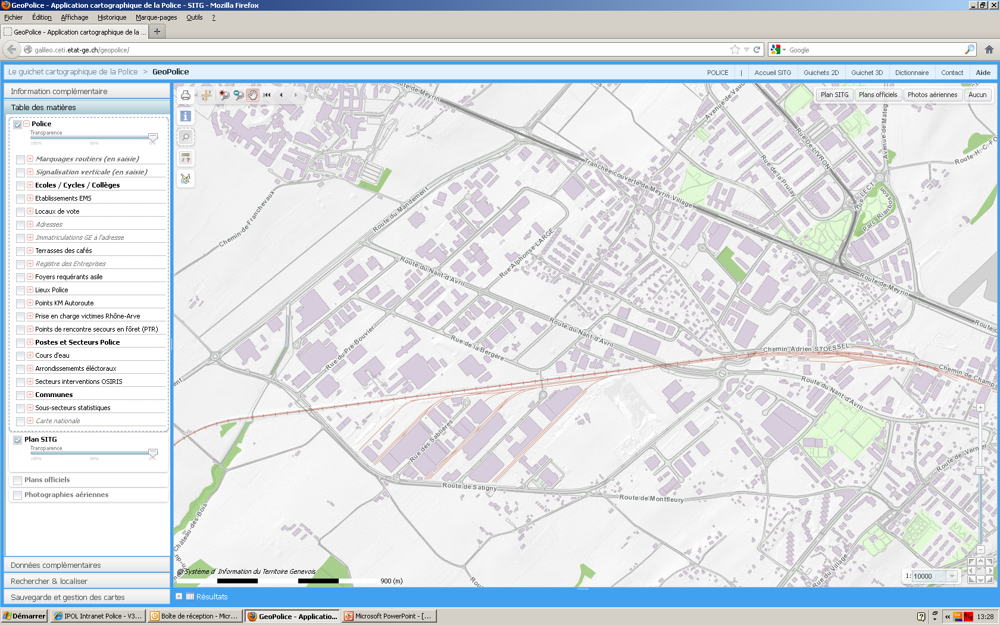 GeoPolice - Application cartographique de la Police - SITG - Mozilla Firefox
Fichier Édition Affichage Historique Marque-pages Outils ?
GeoPolice - Application cartographique de la ...
galileo.ceti.etat-ge.ch/geopolice/
Google
Le guichet cartographique de la Police > GeoPolice
POLICE | Accueil SITG Guichets 2D Guichet 3D Dictionnaire Contact Aide
Information complémentaire
Table des matières
Police
Transparence
100% 50% 0%
Marquages routiers (en saisie)
Signalisation verticale (en saisie)
Ecoles / Cycles / Collèges
Etablissements EMS
Locaux de vote
Adresses
Immatriculations GE à l'adresse
Terrasses des cafés
Registre des Entreprises
Foyers requérants asile
Lieux Police
Points KM Autoroute
Prise en charge victimes Rhône-Arve
Points de rencontre secours en fôret (PTR)
Postes et Secteurs Police
Cours d'eau
Arrondissememts éléctoraux
Secteurs interventions OSIRIS
Communes
Sous-secteurs statistiques
Carte nationale
Plan SITG
Transparence
100% 50% 0%
Plans officiels
Photographies aériennes
Données complémentaires
Rechercher & localiser
Sauvegarde et gestion des cartes
Plan SITG Plans officiels Photos aériennes Aucun
Route de Meyrin
Avenue de Vaud
Avenue de Mateg
Rue De-LIVRON
Route-H.-C.-FO
Rue de la Prulay
Tranchée couverte de Meyrin-Village
Rue LECT
Parc Rianbosson
Chemin de Franchevaux
Route du Mandement
Rue Alphonse-LARGE
Route du Nant-d'Avril
Route de Meyrin
Route d
Rue du Pré-Bouvier
Rue de la Bergère
Route du Nant-d'Avril
Chemin Adrien-STOESSEL
Chemin de Champs
Route du Nant-d'Avril
ent
Rue des Sablières
Route de Vernier
Route de Satigny
Route de Montfleury
Château-des-Bois
Rue du Village
Rou
@Système d'Information du Territoire Genevois
900 (m)
1: 10000
Résultats
Démarrer
IPOL Intranet Police - V3...
Boîte de réception - Micr...
GeoPolice - Applicatio...
Microsoft PowerPoint - [...
13:28